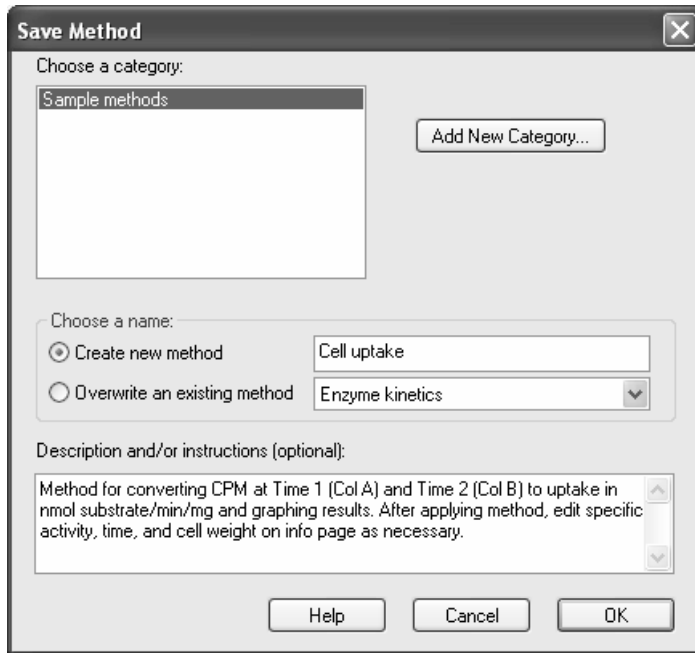 Save Method
Choose a category:
Sample methods
Add New Category...
Choose a name:
Create new method
Cell uptake
Overwrite an existing method
Enzyme kinetics
Description and/or instructions (optional):
Method for converting CPM at Time 1 (Col A) and Time 2 (Col B) to uptake in
nmol substrate/min/mg and graphing results. After applying method, edit specific
activity, time, and cell weight on info page as necessary.
Help
Cancel
OK